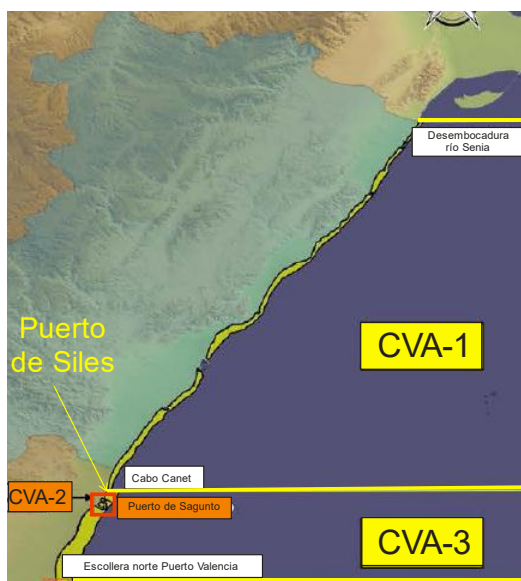 Desembocadura
río Senia
Puerto
de Siles
CVA-1
Cabo Canet
CVA-2
Puerto de Sagunto
CVA-3
Escollera norte Puerto Valencia